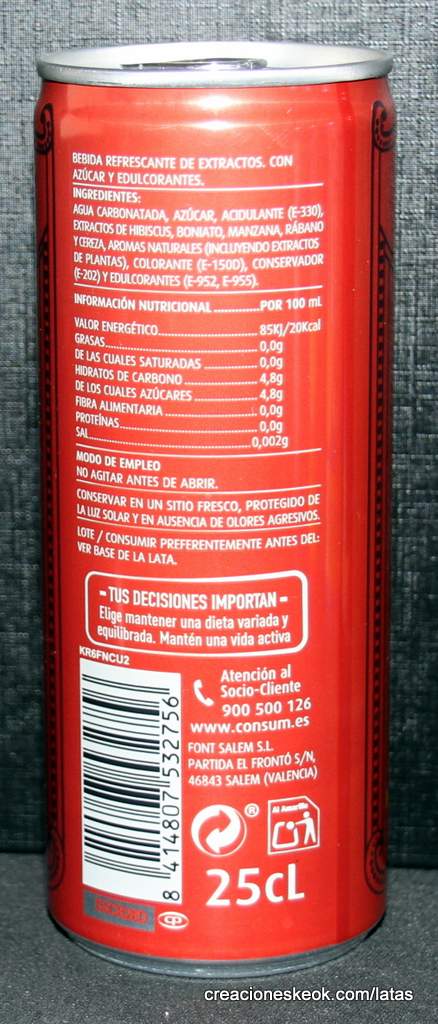 BEBIDA REFRESCANTE DE EXTRACTOS. CON
AZÚCAR Y EDULCORANTES.
INGREDIENTES:
AGUA CARBONATADA, AZÚCAR, ACIDULANTE (E-330),
EXTRACTOS DE HIBISCUS, BONIATO, MANZANA, RÁBANO
Y CEREZA, AROMAS NATURALES (INCLUYENDO EXTRACTOS
DE PLANTAS), COLORANTE (E-150D), CONSERVADOR
(E-202) Y EDULCORANTES (E-952, E-955).
INFORMACIÓN NUTRICIONAL ............... POR 100 mL
VALOR ENERGÉTICO........................ 85KJ/20Kcal
GRASAS..................................... 0,0g
DE LAS CUALES SATURADAS ............. 0,0g
HIDRATOS DE CARBONO .................. 4,8g
DE LOS CUALES AZÚCARES ............... 4,8g
FIBRA ALIMENTARIA ...................... 0,0g
PROTEÍNAS................................. 0,0g
SAL.......................................0,002g
MODO DE EMPLEO
NO AGITAR ANTES DE ABRIR.
CONSERVAR EN UN SITIO FRESCO, PROTEGIDO DE
LA LUZ SOLAR Y EN AUSENCIA DE OLORES AGRESIVOS.
LOTE / CONSUMIR PREFERENTEMENTE ANTES DEL:
VER BASE DE LA LATA.
- TUS DECISIONES IMPORTAN -
Elige mantener una dieta variada y
equilibrada. Mantén una vida activa
KR6FNCU2
Atención al
Socio-Cliente
900 500 126
www.consum.es
FONT SALEM S.L.
PARTIDA EL FRONTÓ S/N,
46843 SALEM (VALENCIA)
8 414807 532756
®
Al Amarillo
25cL
creacioneskeok.com/latas